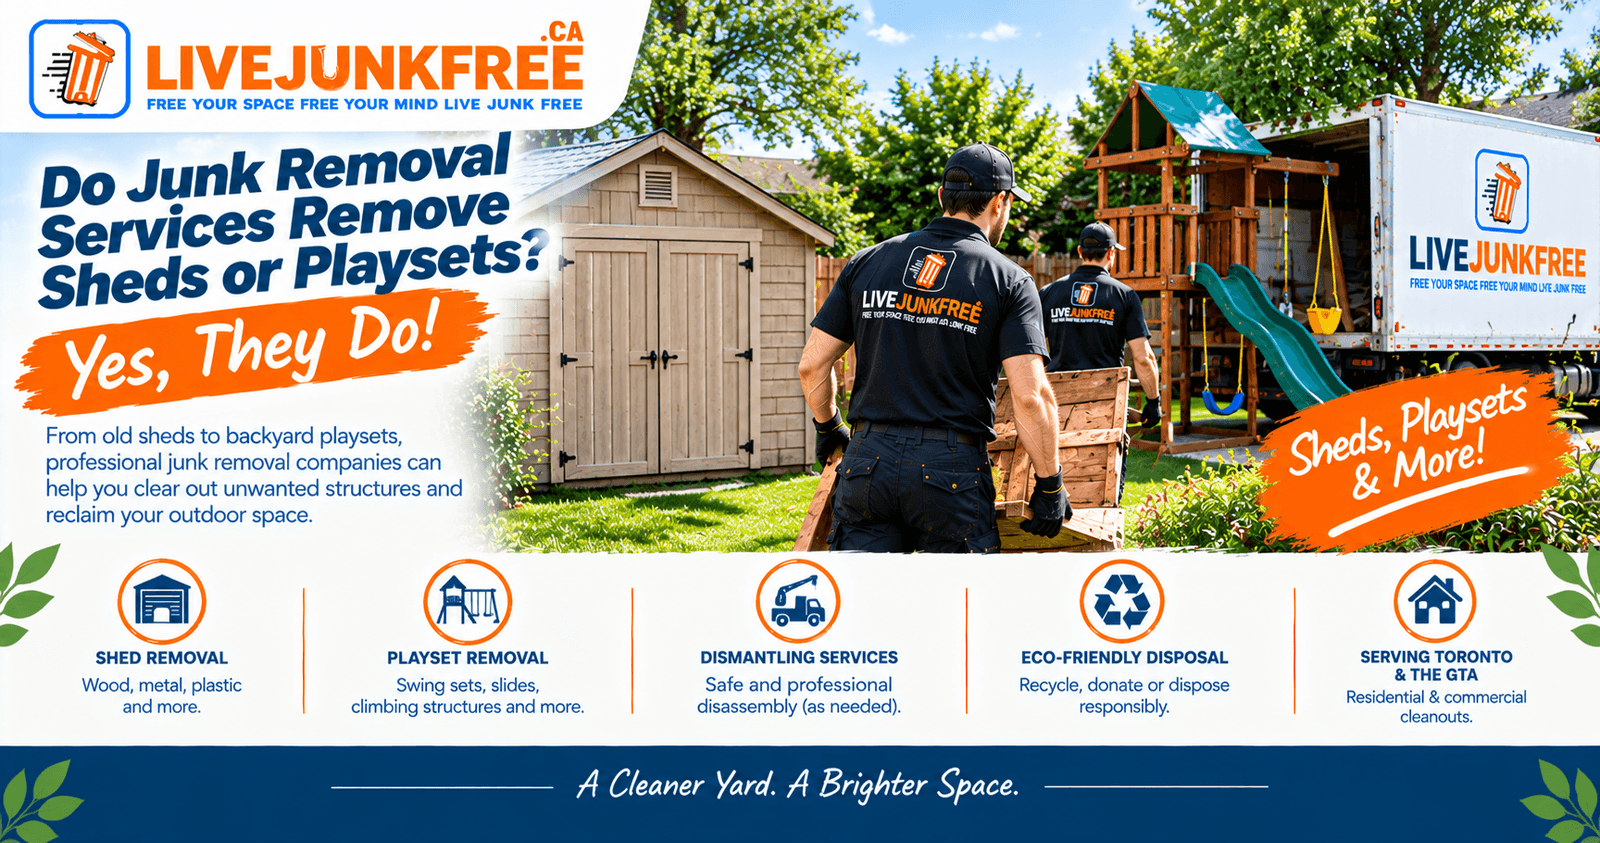 .CA
LIVEJUNKFREE
FREE YOUR SPACE FREE YOUR MIND LIVE JUNK FREE
Do Junk Removal
Services Remove
Sheds or Playsets?
Yes, They Do!
From old sheds to backyard playsets,
professional junk removal companies can
help you clear out unwanted structures and
reclaim your outdoor space.
LIVEJUNKFREE
LIVEJUNKFREE
LIVEJUNKFREE
FREE YOUR SPACE FREE YOUR MIND LIVE JUNK FREE
Sheds, Playsets
& More!
SHED REMOVAL
Wood, metal, plastic
and more.
PLAYSET REMOVAL
Swing sets, slides,
climbing structures and more.
DISMANTLING SERVICES
Safe and professional
disassembly (as needed).
ECO-FRIENDLY DISPOSAL
Recycle, donate or dispose
responsibly.
SERVING TORONTO
& THE GTA
Residential & commercial
cleanouts.
A Cleaner Yard. A Brighter Space.